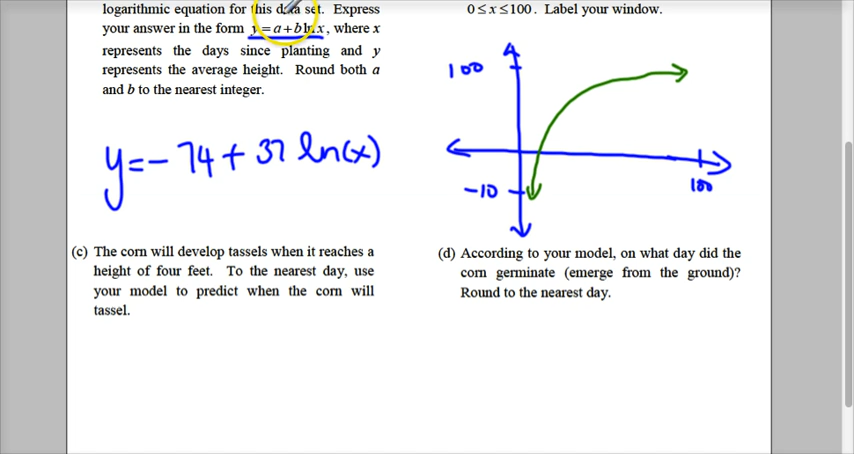 logarithmic equation for this data set. Express
your answer in the form y = a + b ln x, where x
represents the days since planting and y
represents the average height. Round both a
and b to the nearest integer.
y = - 74 + 37 ln(x)
0 ≤ x ≤ 100. Label your window.
100
-10
100
(c) The corn will develop tassels when it reaches a
height of four feet. To the nearest day, use
your model to predict when the corn will
tassel.
(d) According to your model, on what day did the
corn germinate (emerge from the ground)?
Round to the nearest day.